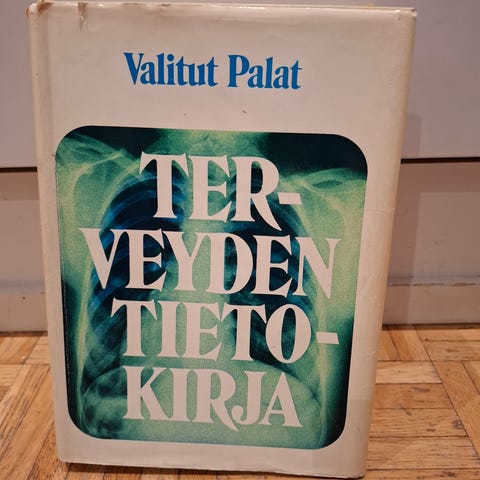 Valitut Palat
TER-
VEYDEN
TIETO-
KIRJA